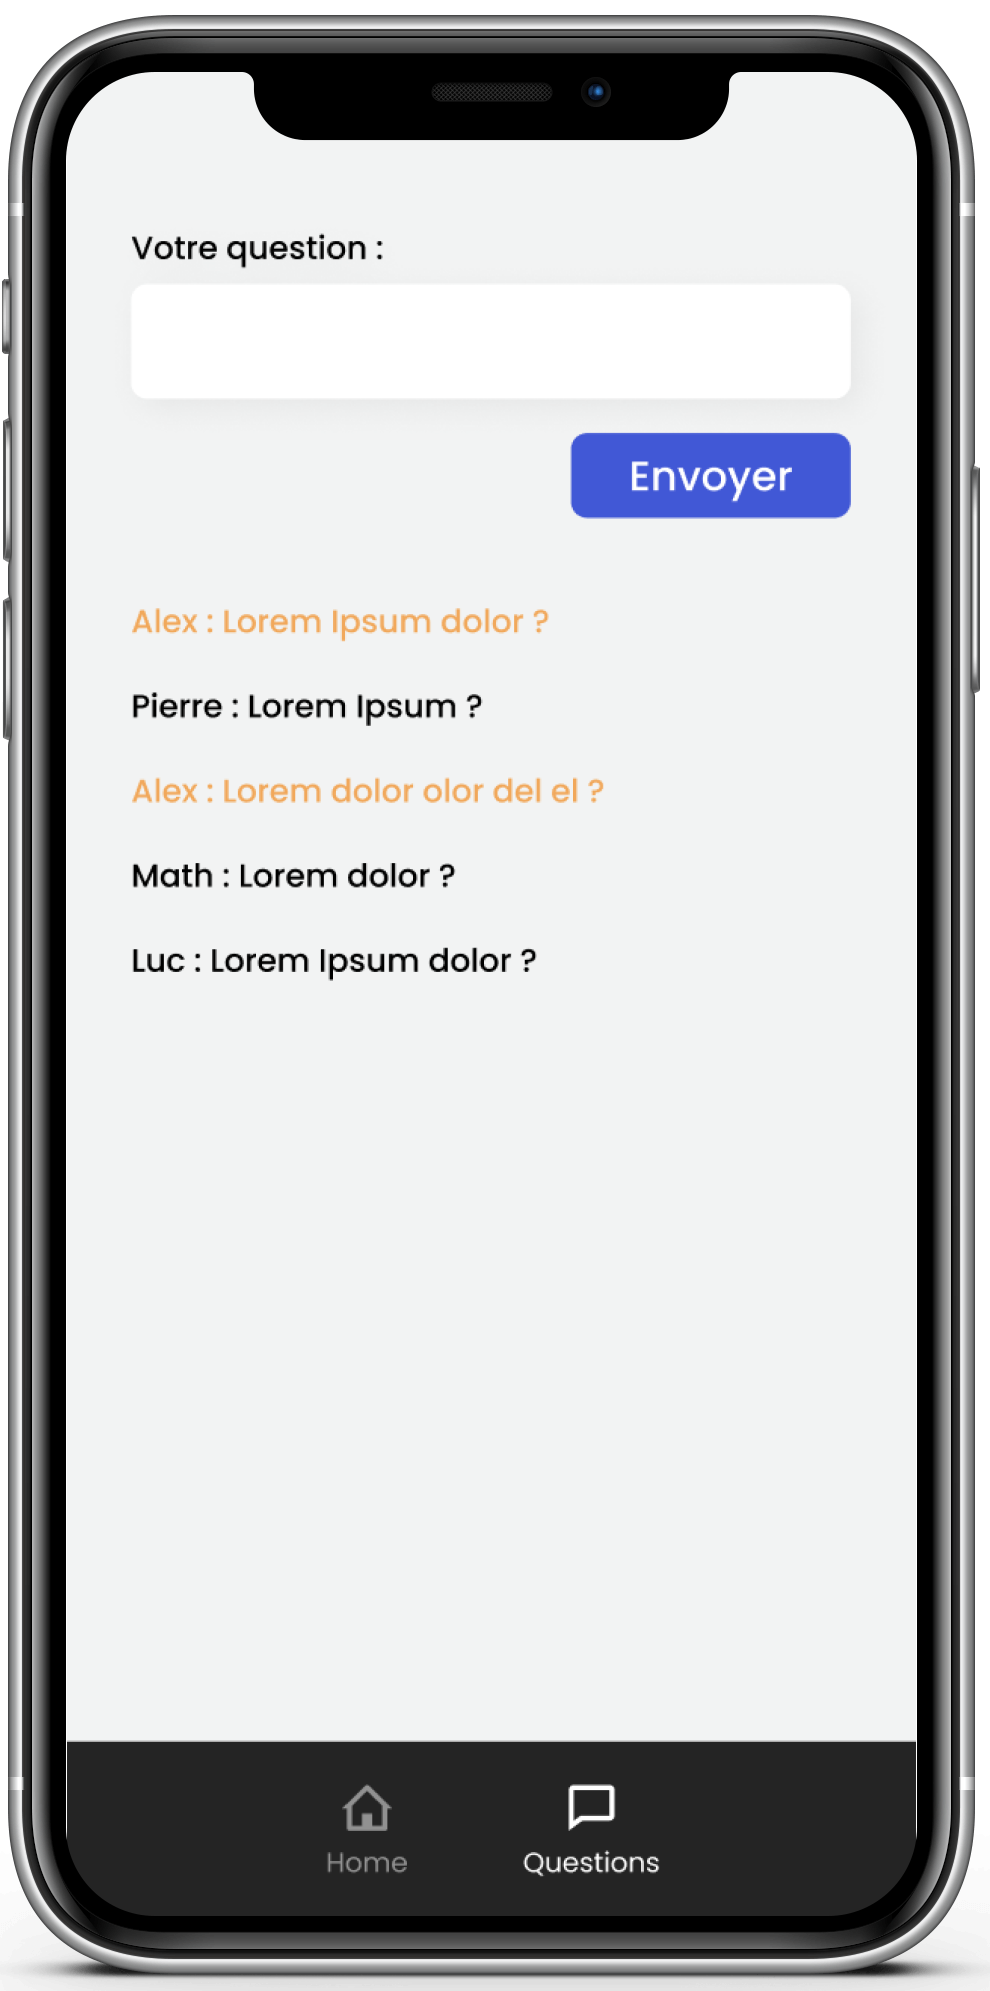 Votre question :
Envoyer
Alex : Lorem Ipsum dolor ?
Pierre : Lorem Ipsum ?
Alex : Lorem dolor olor del el ?
Math : Lorem dolor ?
Luc : Lorem Ipsum dolor ?
Home
Questions